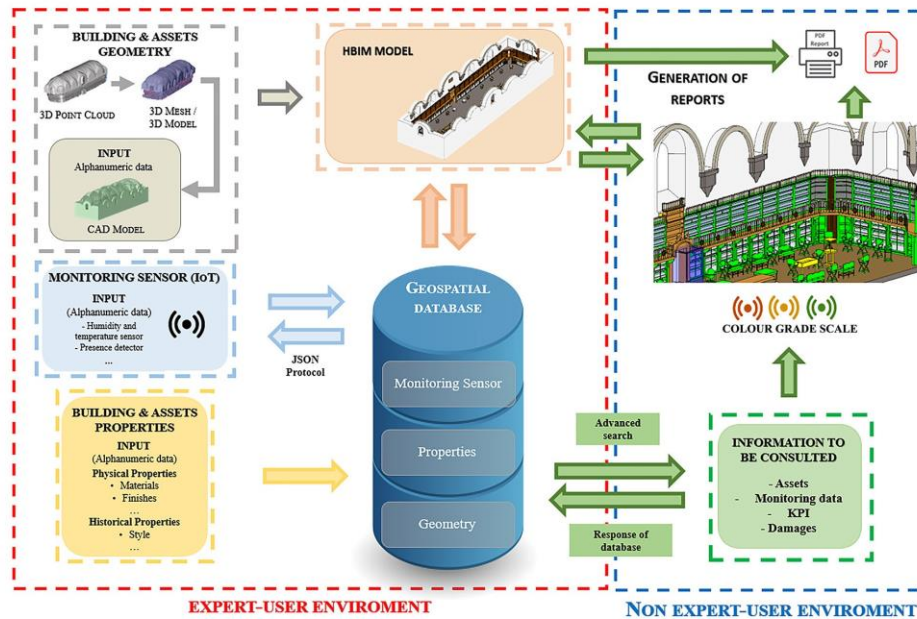 BUILDING & ASSETS
GEOMETRY
3D POINT CLOUD
3D MESH /
3D MODEL
INPUT
Alphanumeric data
CAD MODEL
MONITORING SENSOR (IoT)
INPUT
(Alphanumeric data)
- Humidity and
temperature sensor
- Presence detector
...
BUILDING & ASSETS
PROPERTIES
INPUT
(Alphanumeric data)
Physical Properties
• Materials
• Finishes
...
Historical Properties
• Style
...
HBIM MODEL
JSON
Protocol
GEOSPATIAL
DATABASE
Monitoring Sensor
Properties
Geometry
EXPERT-USER ENVIROMENT
GENERATION OF
REPORTS
PDF
Report
PDF
COLOUR GRADE SCALE
Advanced
search
Response of
database
INFORMATION TO
BE CONSULTED
- Assets
- Monitoring data
- KPI
- Damages
NON EXPERT-USER ENVIROMENT